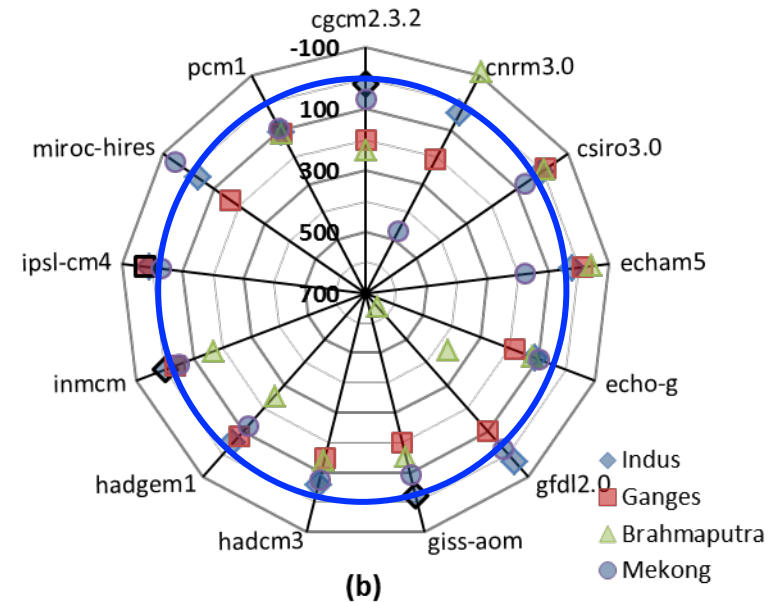 cgcm2.3.2
-100
pcm1
cnrm3.0
100
miroc-hires
csiro3.0
300
500
ipsl-cm4
echam5
700
inmcm
echo-g
hadgem1
gfdl2.0
hadcm3
giss-aom
Indus
Ganges
Brahmaputra
Mekong
(b)